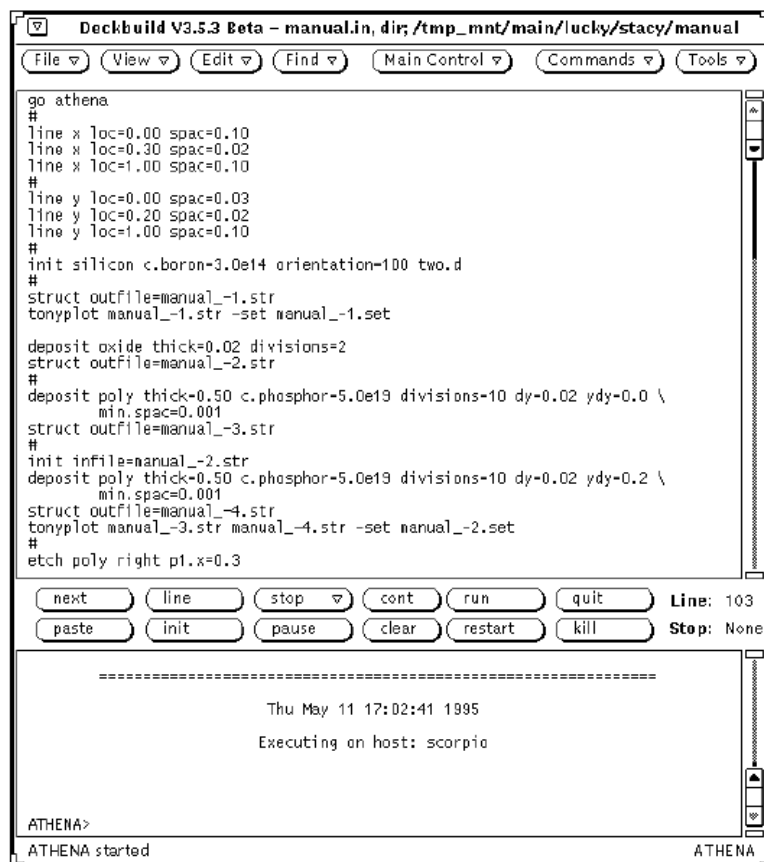 Deckbuild V3.5.3 Beta – manual.in, dir; /tmp_mnt/main/lucky/stacy/manual
File View Edit Find Main Control Commands Tools
go athena
#
line x loc=0.00 spac=0.10
line x loc=0.30 spac=0.02
line x loc=1.00 spac=0.10
#
line y loc=0.00 spac=0.03
line y loc=0.20 spac=0.02
line y loc=1.00 spac=0.10
#
init silicon c.boron=3.0e14 orientation=100 two.d
#
struct outfile=manual_-1.str
tonyplot manual_-1.str -set manual_-1.set
deposit oxide thick=0.02 divisions=2
struct outfile=manual_-2.str
#
deposit poly thick=0.50 c.phosphor=5.0e19 divisions=10 dy=0.02 ydy=0.0 \
min.spac=0.001
struct outfile=manual_-3.str
#
init infile=manual_-2.str
deposit poly thick=0.50 c.phosphor=5.0e19 divisions=10 dy=0.02 ydy=0.2 \
min.spac=0.001
struct outfile=manual_-4.str
tonyplot manual_-3.str manual_-4.str -set manual_-2.set
#
etch poly right p1.x=0.3
next line stop cont run quit Line: 103
paste init pause clear restart kill Stop: None
==================================================================
Thu May 11 17:02:41 1995
Executing on host: scorpio
ATHENA>
ATHENA started ATHENA